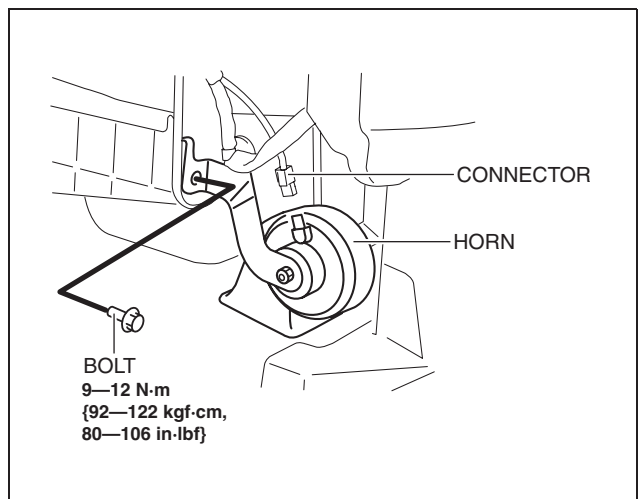 CONNECTOR
HORN
BOLT
9—12 N·m
{92—122 kgf·cm,
80—106 in·lbf}